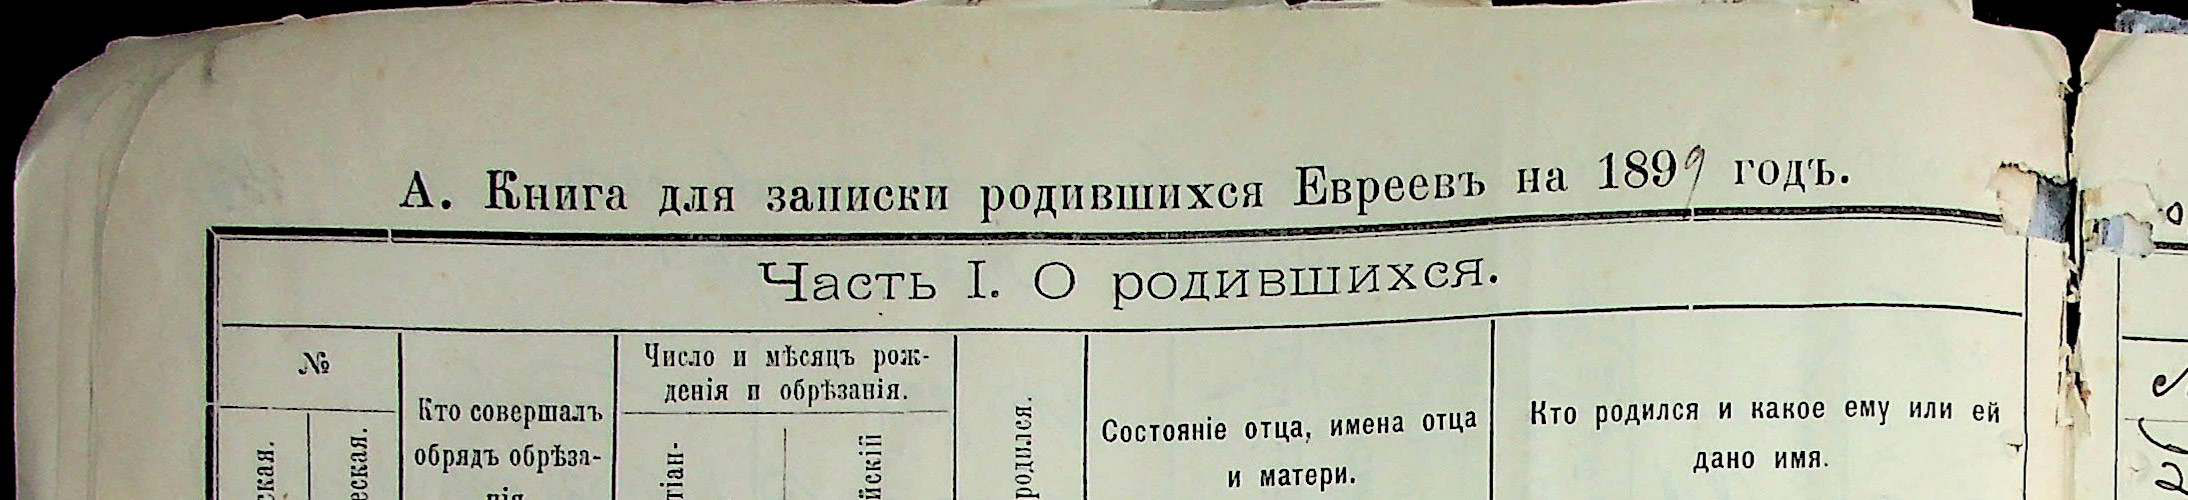 А. Книга для записки родившихся Евреевъ на 1899 годъ.
Часть I. О родившихся.
№
Кто совершалъ
обрядъ обрѣза-
нія
Число и мѣсяцъ рож-
денія и обрѣзанія.
Состояніе отца, имена отца
и матери.
Кто родился и какое ему или ей
дано имя.